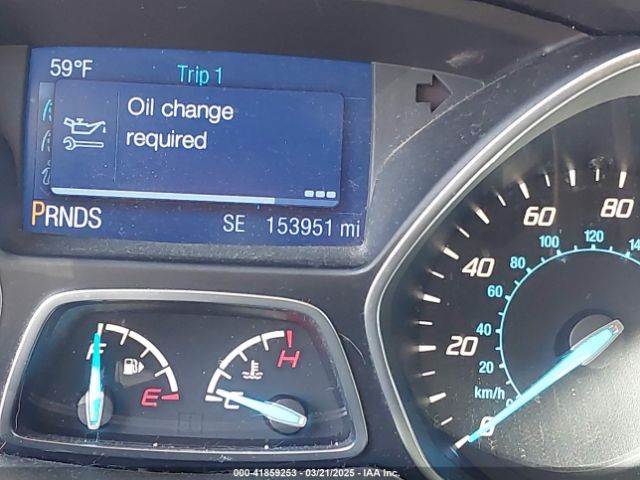 59°F
Trip 1
Oil change
required
PRNDS
SE 153951 mi
F
E
H
C
0
20
40
60
80
km/h
0
20
40
60
80
100
120
000-41859253 - 03/21/2025 - IAA Inc.